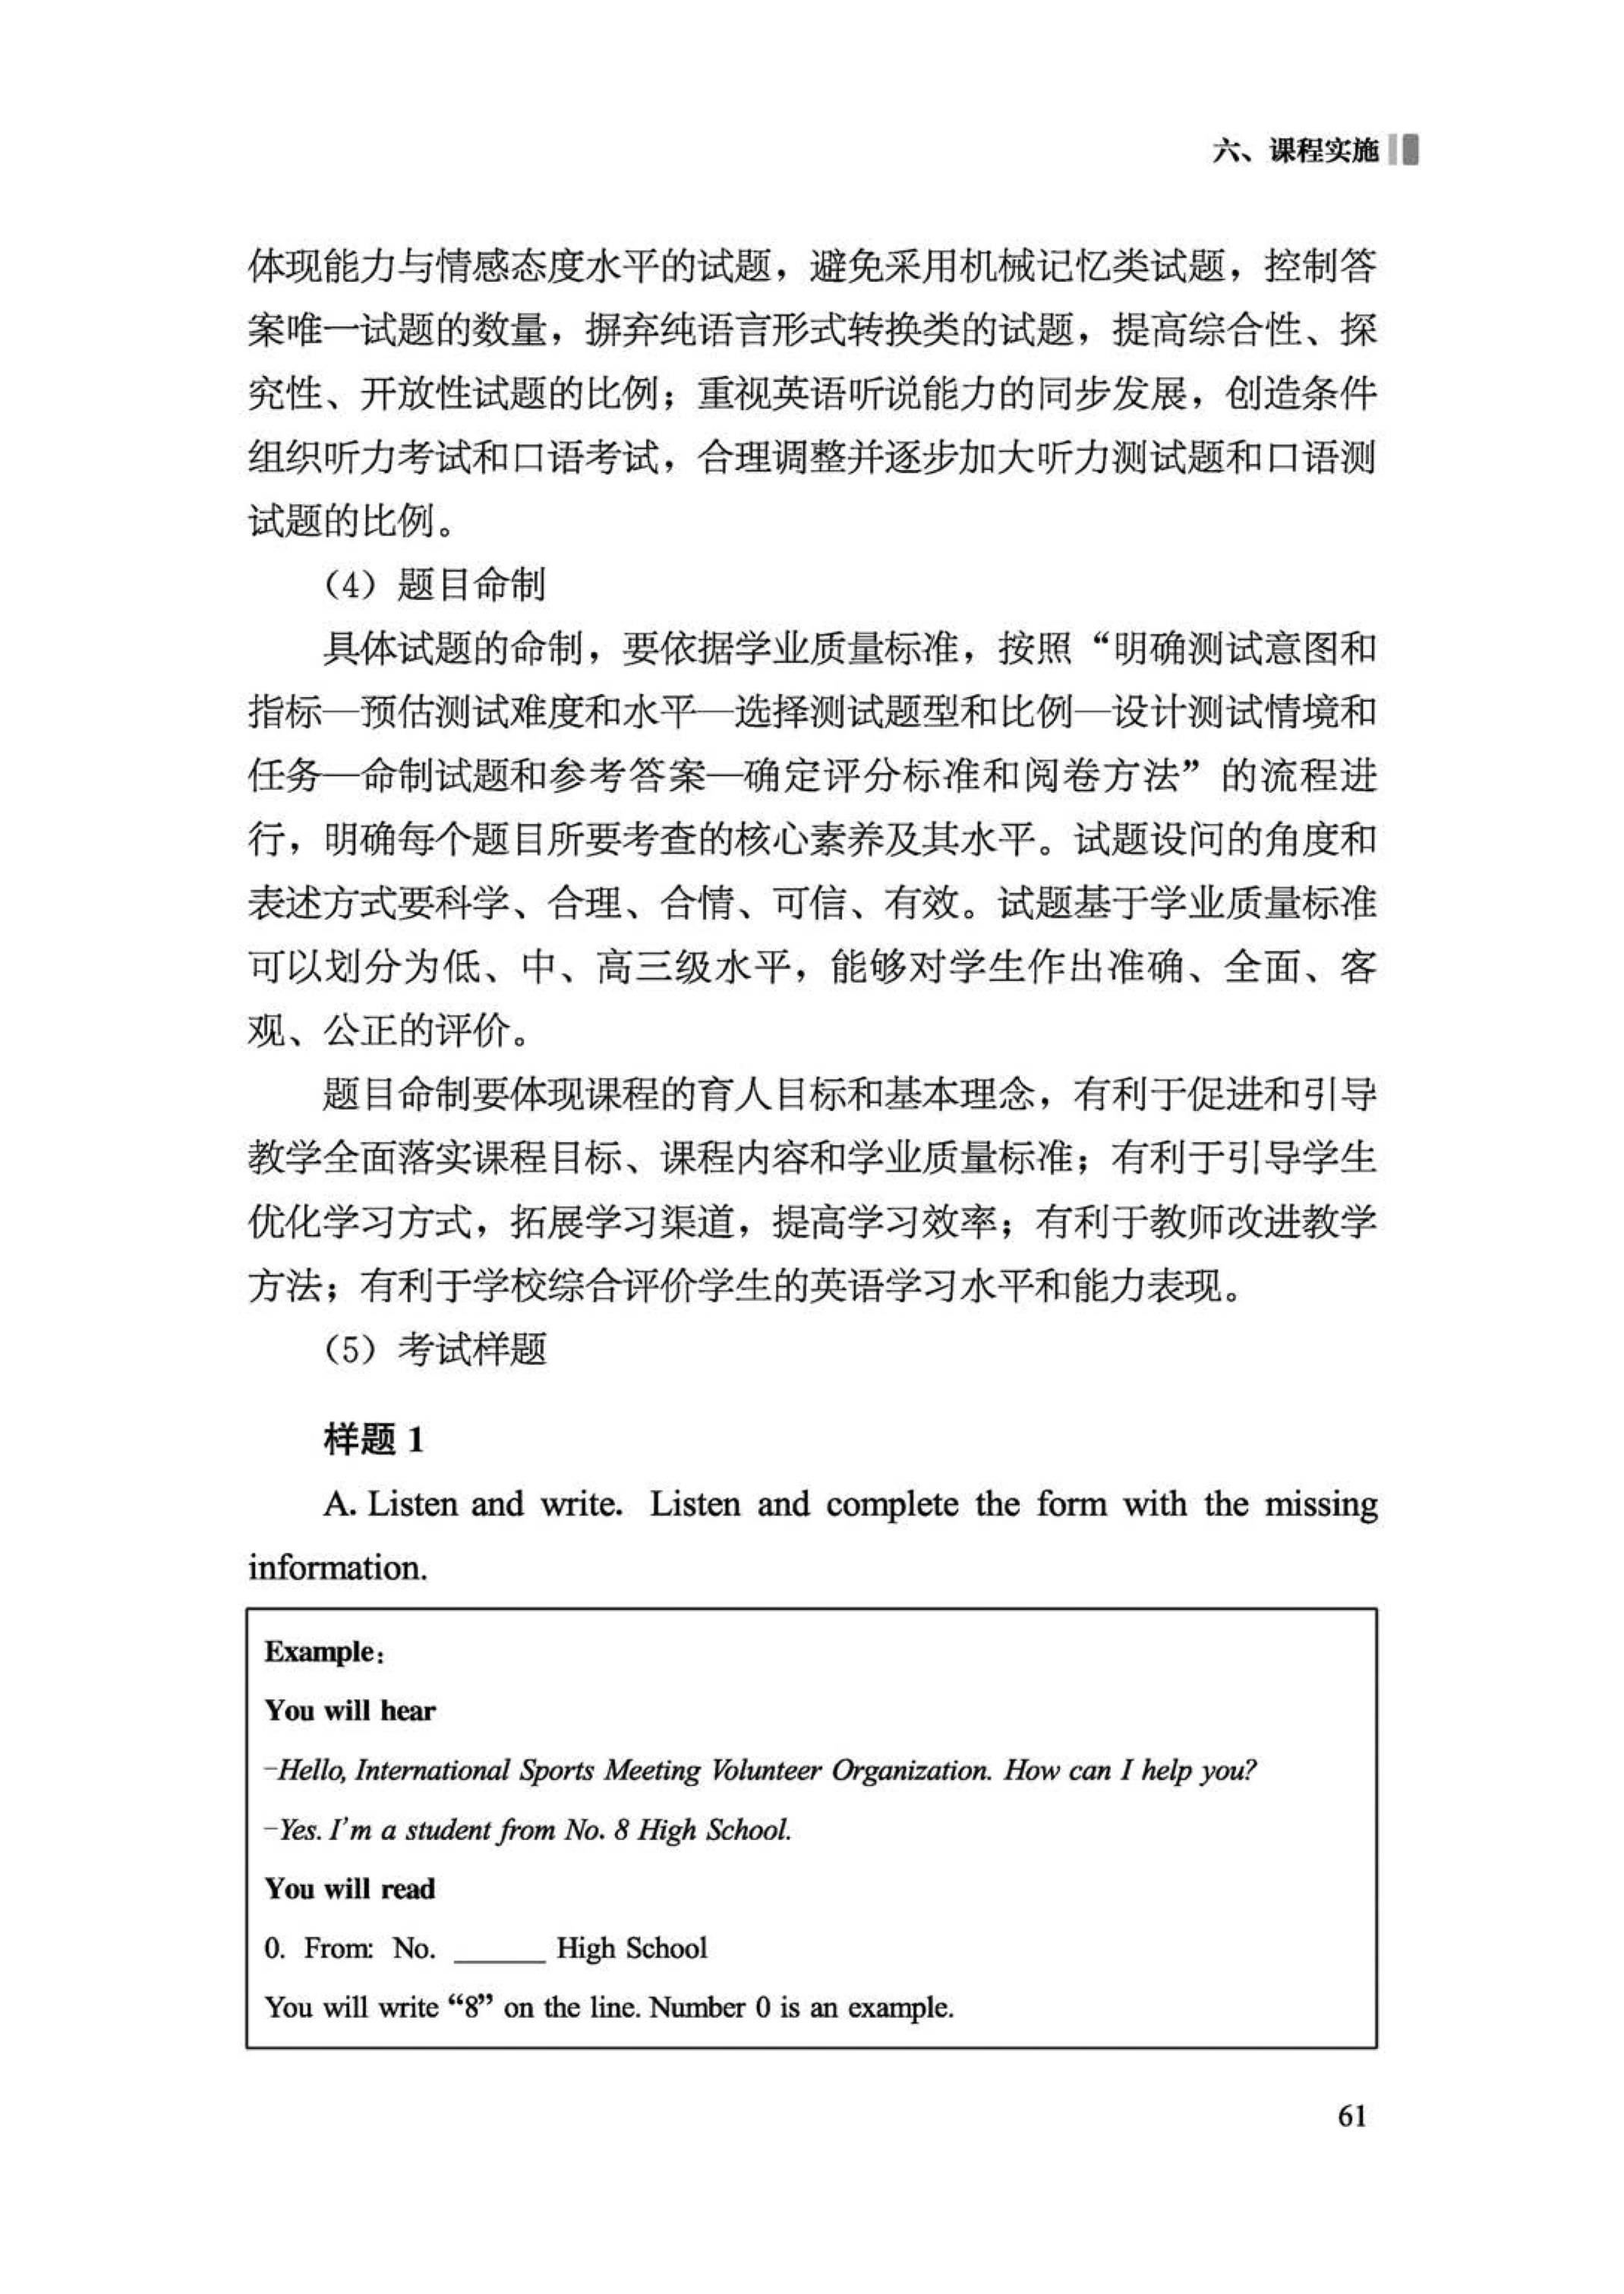 六、课程实施
体现能力与情感态度水平的试题，避免采用机械记忆类试题，控制答
案唯一试题的数量，摒弃纯语言形式转换类的试题，提高综合性、探
究性、开放性试题的比例；重视英语听说能力的同步发展，创造条件
组织听力考试和口语考试，合理调整并逐步加大听力测试题和口语测
试题的比例。
（4）题目命制
具体试题的命制，要依据学业质量标准，按照“明确测试意图和
指标—预估测试难度和水平—选择测试题型和比例—设计测试情境和
任务—命制试题和参考答案—确定评分标准和阅卷方法”的流程进
行，明确每个题目所要考查的核心素养及其水平。试题设问的角度和
表述方式要科学、合理、合情、可信、有效。试题基于学业质量标准
可以划分为低、中、高三级水平，能够对学生作出准确、全面、客
观、公正的评价。
题目命制要体现课程的育人目标和基本理念，有利于促进和引导
教学全面落实课程目标、课程内容和学业质量标准；有利于引导学生
优化学习方式，拓展学习渠道，提高学习效率；有利于教师改进教学
方法；有利于学校综合评价学生的英语学习水平和能力表现。
（5）考试样题
样题 1
A. Listen and write. Listen and complete the form with the missing
information.
Example:
You will hear
-Hello, International Sports Meeting Volunteer Organization. How can I help you?
-Yes. I'm a student from No. 8 High School.
You will read
0. From: No. ______ High School
You will write “8” on the line. Number 0 is an example.
61